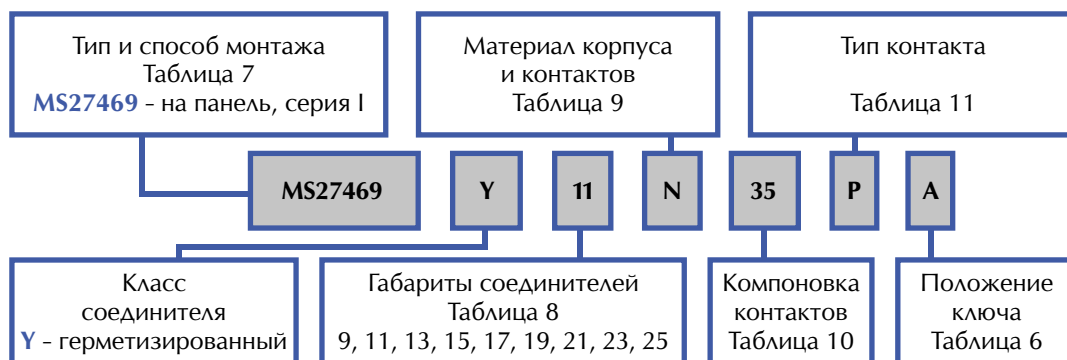 Тип и способ монтажа
Таблица 7
MS27469 - на панель, серия I
Материал корпуса
и контактов
Таблица 9
Тип контакта
Таблица 11
MS27469 Y 11 N 35 P A
Класс
соединителя
Y - герметизированный
Габариты соединителей
Таблица 8
9, 11, 13, 15, 17, 19, 21, 23, 25
Компоновка
контактов
Таблица 10
Положение
ключа
Таблица 6